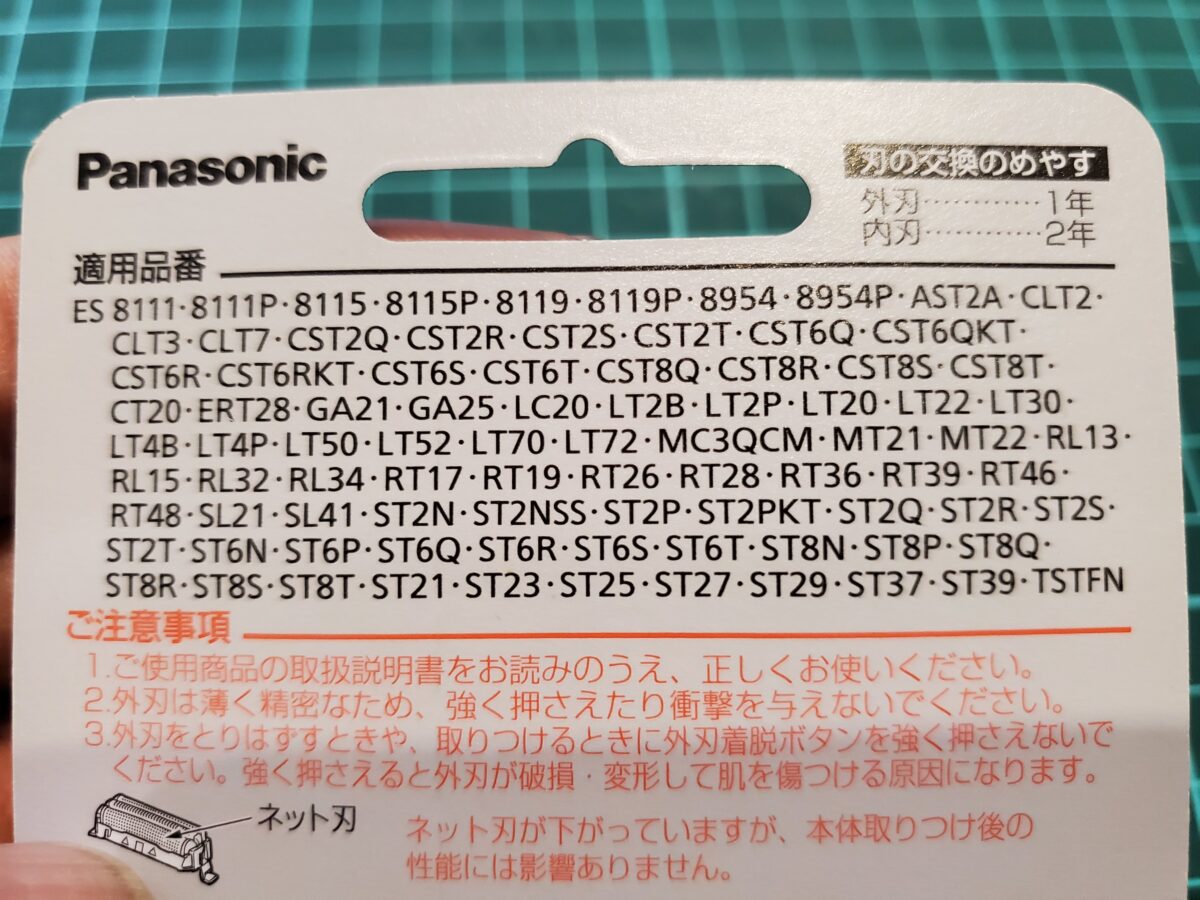 Panasonic
刃の交換のめやす
外刃…………1年
内刃…………2年
適用品番
ES 8111・8111P・8115・8115P・8119・8119P・8954・8954P・AST2A・CLT2・
CLT3・CLT7・CST2Q・CST2R・CST2S・CST2T・CST6Q・CST6QKT・
CST6R・CST6RKT・CST6S・CST6T・CST8Q・CST8R・CST8S・CST8T・
CT20・ERT28・GA21・GA25・LC20・LT2B・LT2P・LT20・LT22・LT30・
LT4B・LT4P・LT50・LT52・LT70・LT72・MC3QCM・MT21・MT22・RL13・
RL15・RL32・RL34・RT17・RT19・RT26・RT28・RT36・RT39・RT46・
RT48・SL21・SL41・ST2N・ST2NSS・ST2P・ST2PKT・ST2Q・ST2R・ST2S・
ST2T・ST6N・ST6P・ST6Q・ST6R・ST6S・ST6T・ST8N・ST8P・ST8Q・
ST8R・ST8S・ST8T・ST21・ST23・ST25・ST27・ST29・ST37・ST39・TSTFN
ご注意事項
1.ご使用商品の取扱説明書をお読みのうえ、正しくお使いください。
2.外刃は薄く精密なため、強く押さえたり衝撃を与えないでください。
3.外刃をとりはずすときや、取りつけるときに外刃着脱ボタンを強く押さえないで
ください。強く押さえると外刃が破損・変形して肌を傷つける原因になります。
ネット刃
ネット刃が下がっていますが、本体取りつけ後の
性能には影響ありません。